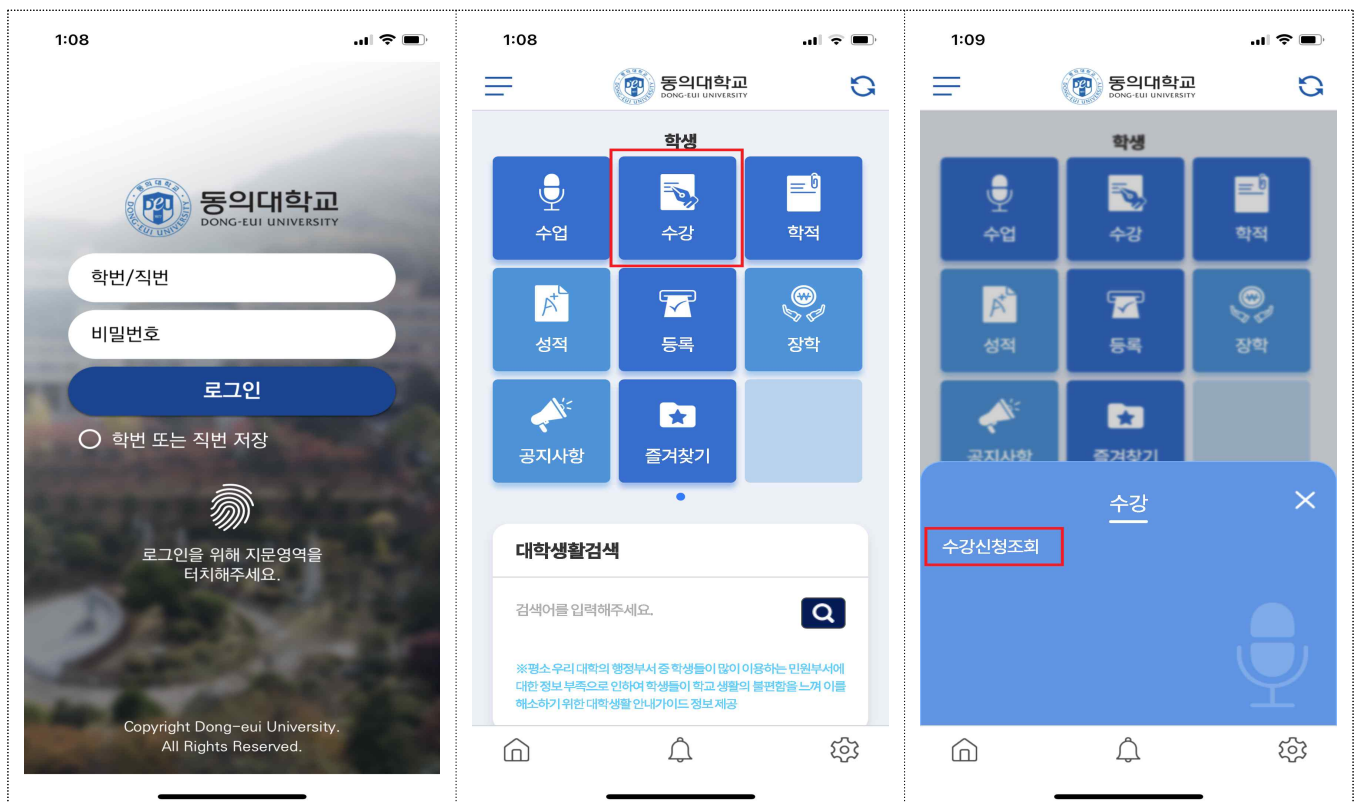 1:08
동의대학교
DONG-EUI UNIVERSITY
학번/직번
비밀번호
로그인
학번 또는 직번 저장
로그인을 위해 지문영역을
터치해주세요.
Copyright Dong-eui University.
All Rights Reserved.
1:08
동의대학교
DONG-EUI UNIVERSITY
학생
수업
수강
학적
성적
등록
장학
공지사항
즐겨찾기
대학생활검색
검색어를 입력해주세요.
※평소 우리 대학의 행정부서 중 학생들이 많이 이용하는 민원부서에
대한 정보 부족으로 인하여 학생들이 학교 생활의 불편함을 느껴 이를
해소하기 위한 대학생활 안내가이드 정보 제공
1:09
동의대학교
DONG-EUI UNIVERSITY
학생
수업
수강
학적
성적
등록
장학
공지사항
즐겨찾기
수강
수강신청조회